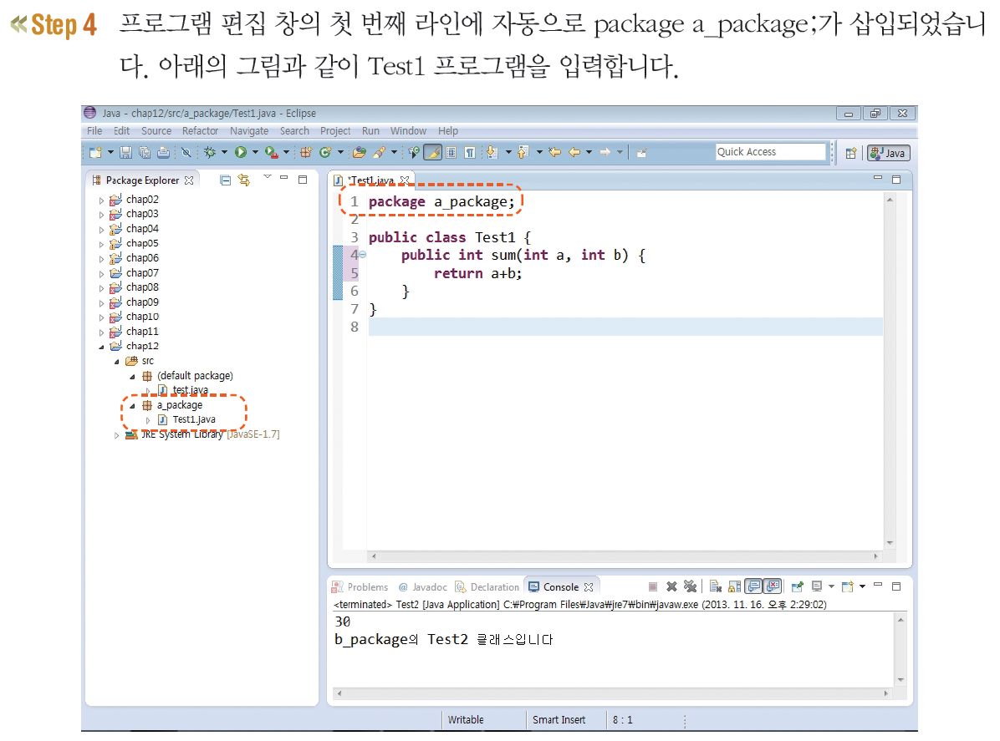 Step 4 프로그램 편집 창의 첫 번째 라인에 자동으로 package a_package;가 삽입되었습니
다. 아래의 그림과 같이 Test1 프로그램을 입력합니다.
Java - chap12/src/a_package/Test1.java - Eclipse
File Edit Source Refactor Navigate Search Project Run Window Help
Quick Access
Java
Package Explorer
chap02
chap03
chap04
chap05
chap06
chap07
chap08
chap09
chap10
chap11
chap12
src
(default package)
test.java
a_package
Test1.java
JRE System Library [JavaSE-1.7]
*Test1.java
1 package a_package;
2
3 public class Test1 {
4 public int sum(int a, int b) {
5 return a+b;
6 }
7 }
8
Problems @ Javadoc Declaration Console
<terminated> Test2 [Java Application] C:₩Program Files₩Java₩jre7₩bin₩javaw.exe (2013. 11. 16. 오후 2:29:02)
30
b_package의 Test2 클래스입니다
Writable Smart Insert 8 : 1